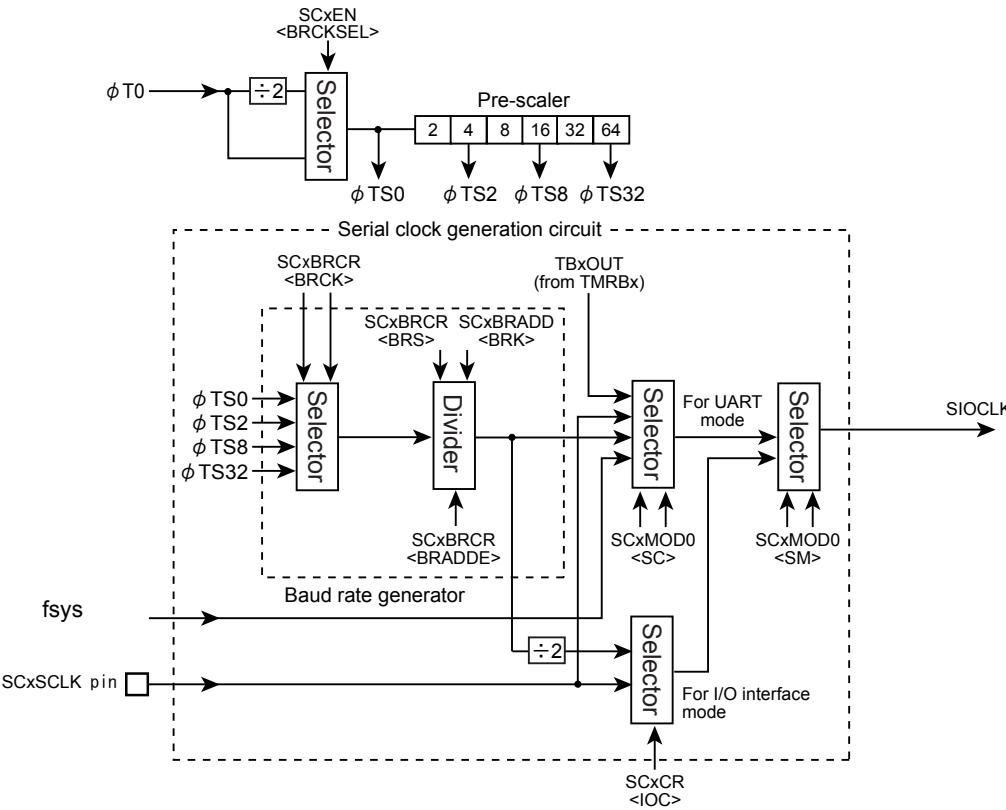 SCxEN
<BRCKSEL>
φT0
÷2
Selector
Pre-scaler
2 4 8 16 32 64
φTS0 φTS2 φTS8 φTS32
Serial clock generation circuit
SCxBRCR
<BRCK>
TBxOUT
(from TMRBx)
SCxBRCR
<BRS>
SCxBRADD
<BRK>
φTS0
φTS2
φTS8
φTS32
Selector
Divider
Selector
For UART
mode
Selector
SIOCLK
SCxBRCR
<BRADDE>
SCxMOD0
<SC>
SCxMOD0
<SM>
Baud rate generator
fsys
÷2
Selector
SCxSCLK pin
For I/O interface
mode
SCxCR
<IOC>